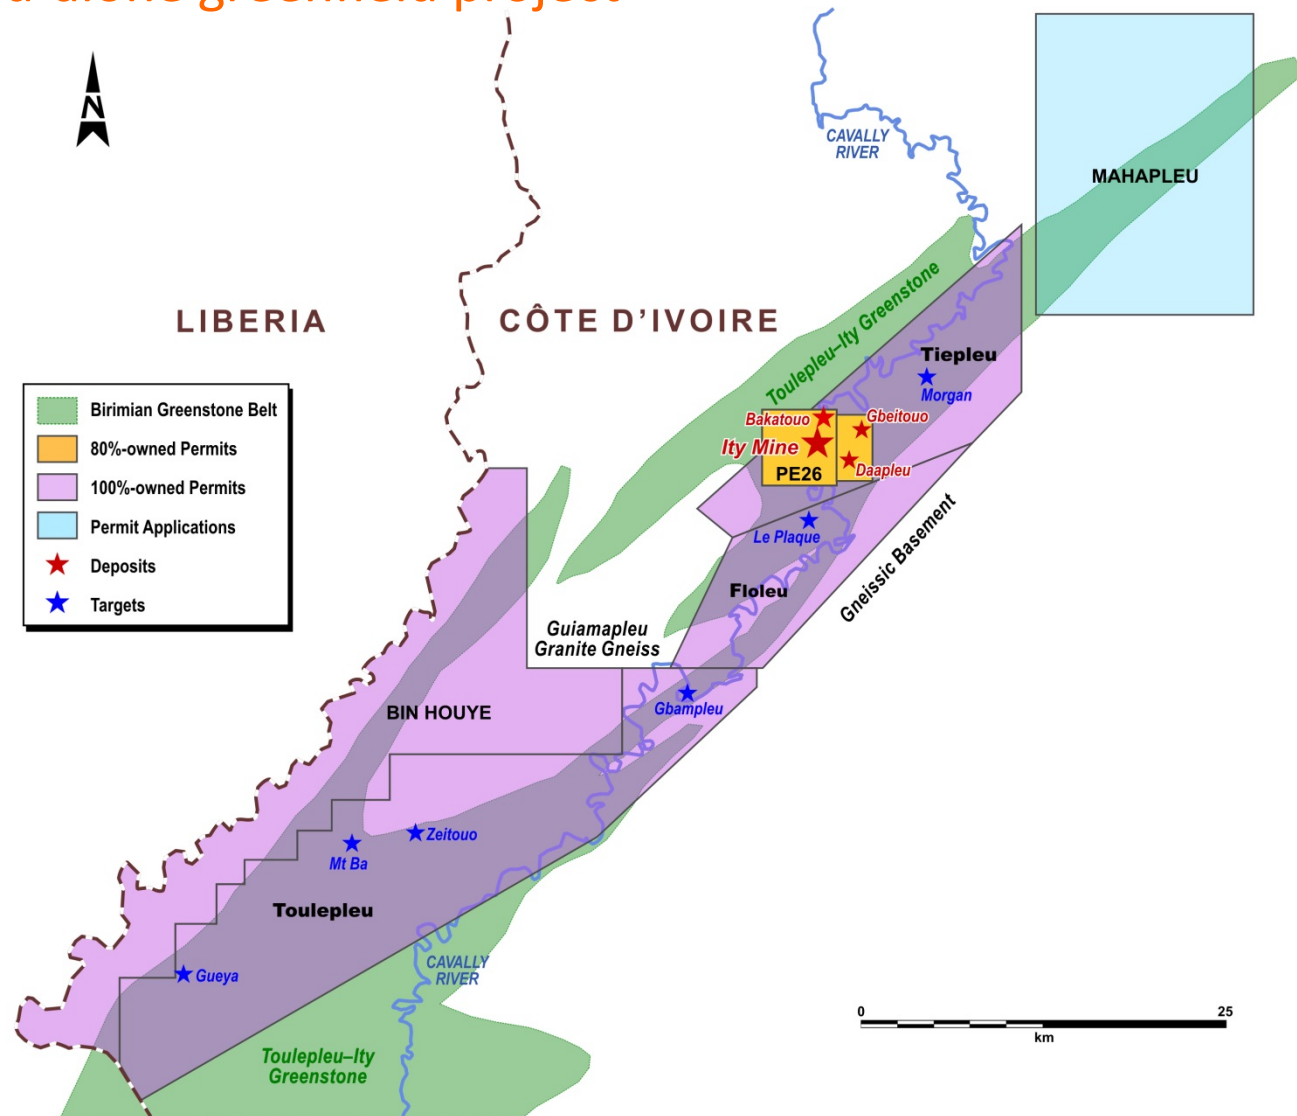 greenfield project
N
CAVALLY
RIVER
MAHAPLEU
LIBERIA
CÔTE D'IVOIRE
Toulepleu–Ity Greenstone
Tiepleu
Morgan
Birimian Greenstone Belt
80%-owned Permits
100%-owned Permits
Permit Applications
Deposits
Targets
Bakatouo
Gbeitouo
Ity Mine
Daapleu
PE26
Le Plaque
Gneissic Basement
Floleu
Guiamapleu
Granite Gneiss
Gbampleu
BIN HOUYE
Zeitouo
Mt Ba
Toulepleu
Gueya
CAVALLY
RIVER
Toulepleu–Ity
Greenstone
0
25
km